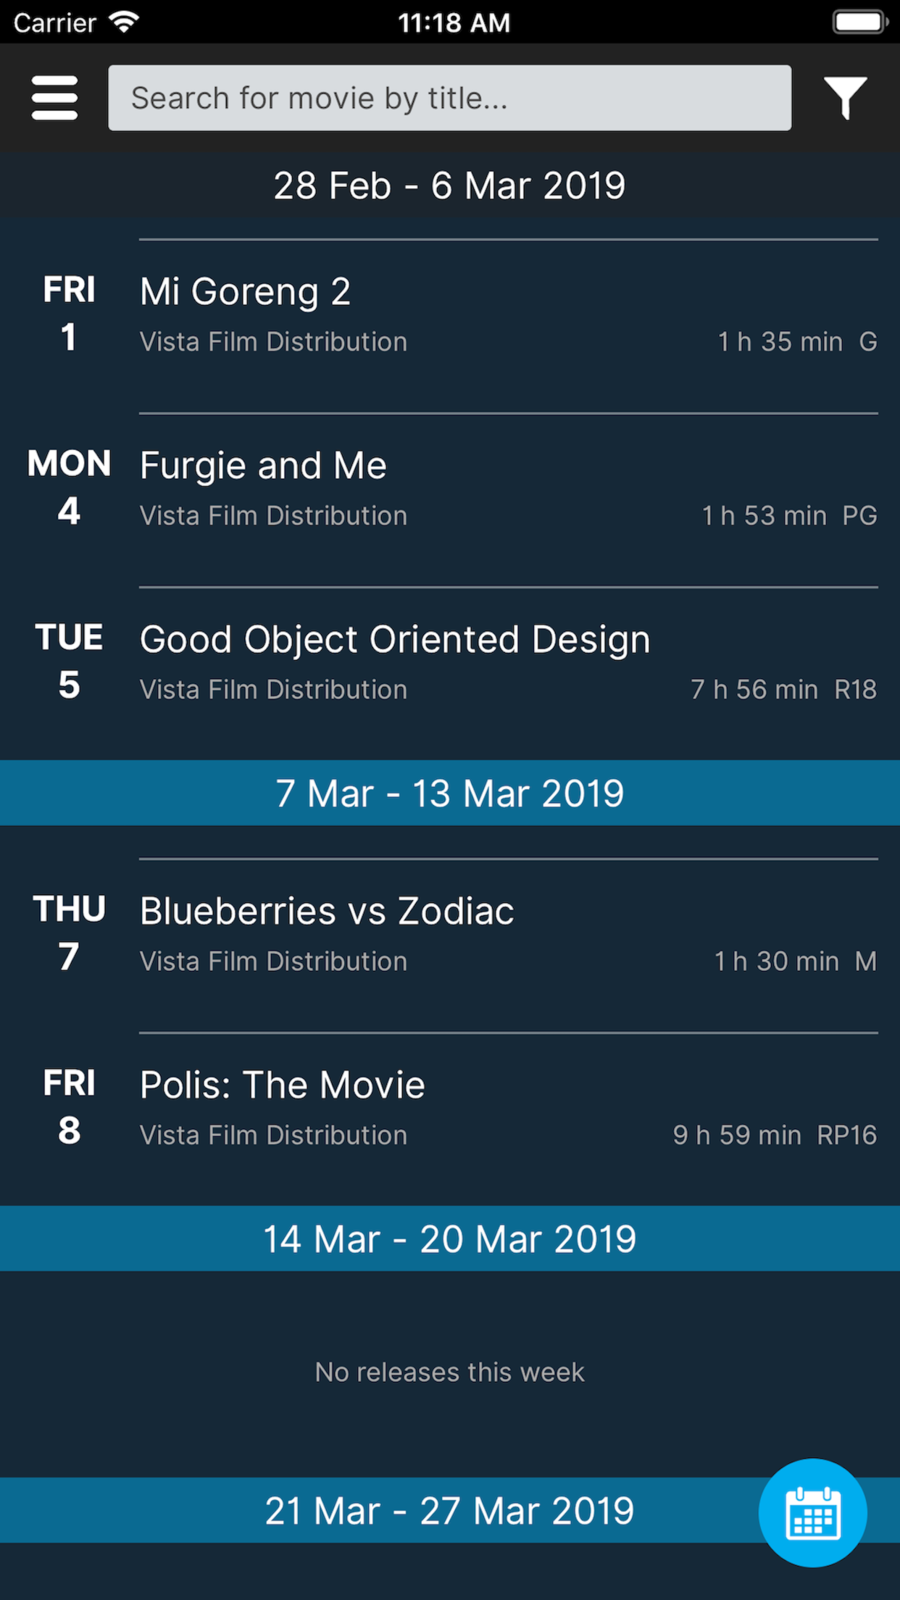 Carrier 11:18 AM
Search for movie by title...
28 Feb - 6 Mar 2019
FRI
1
Mi Goreng 2
Vista Film Distribution 1 h 35 min G
MON
4
Furgie and Me
Vista Film Distribution 1 h 53 min PG
TUE
5
Good Object Oriented Design
Vista Film Distribution 7 h 56 min R18
7 Mar - 13 Mar 2019
THU
7
Blueberries vs Zodiac
Vista Film Distribution 1 h 30 min M
FRI
8
Polis: The Movie
Vista Film Distribution 9 h 59 min RP16
14 Mar - 20 Mar 2019
No releases this week
21 Mar - 27 Mar 2019